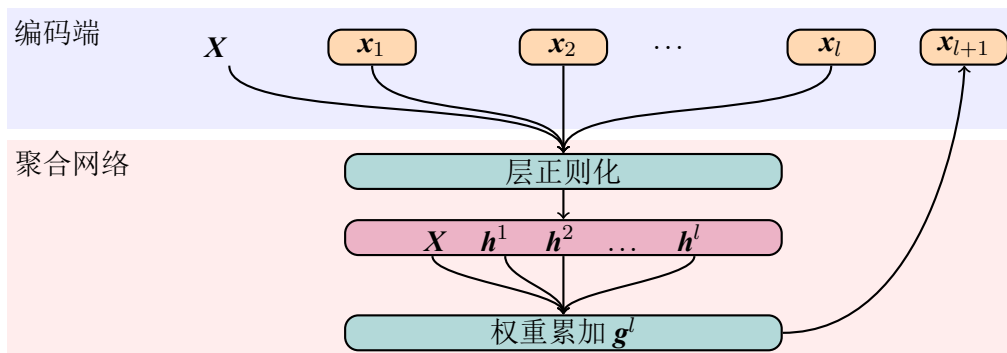 编码端
X x₁ x₂ … xₗ xₗ₊₁
聚合网络
层正则化
X h¹ h² … hˡ
权重累加 gˡ